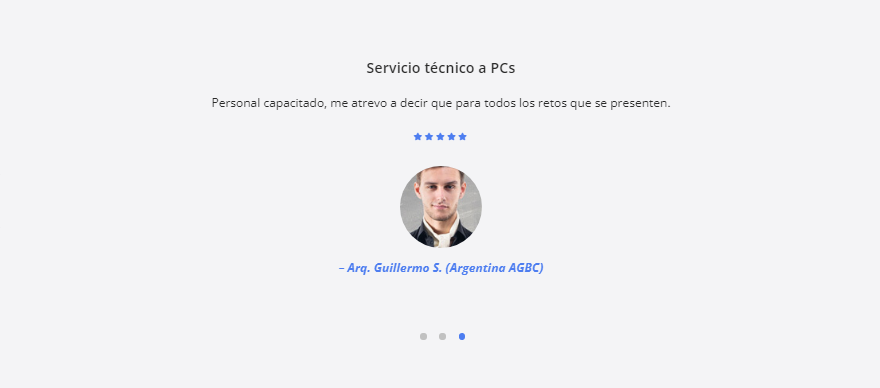 Servicio técnico a PCs
Personal capacitado, me atrevo a decir que para todos los retos que se presenten.
– Arq. Guillermo S. (Argentina AGBC)